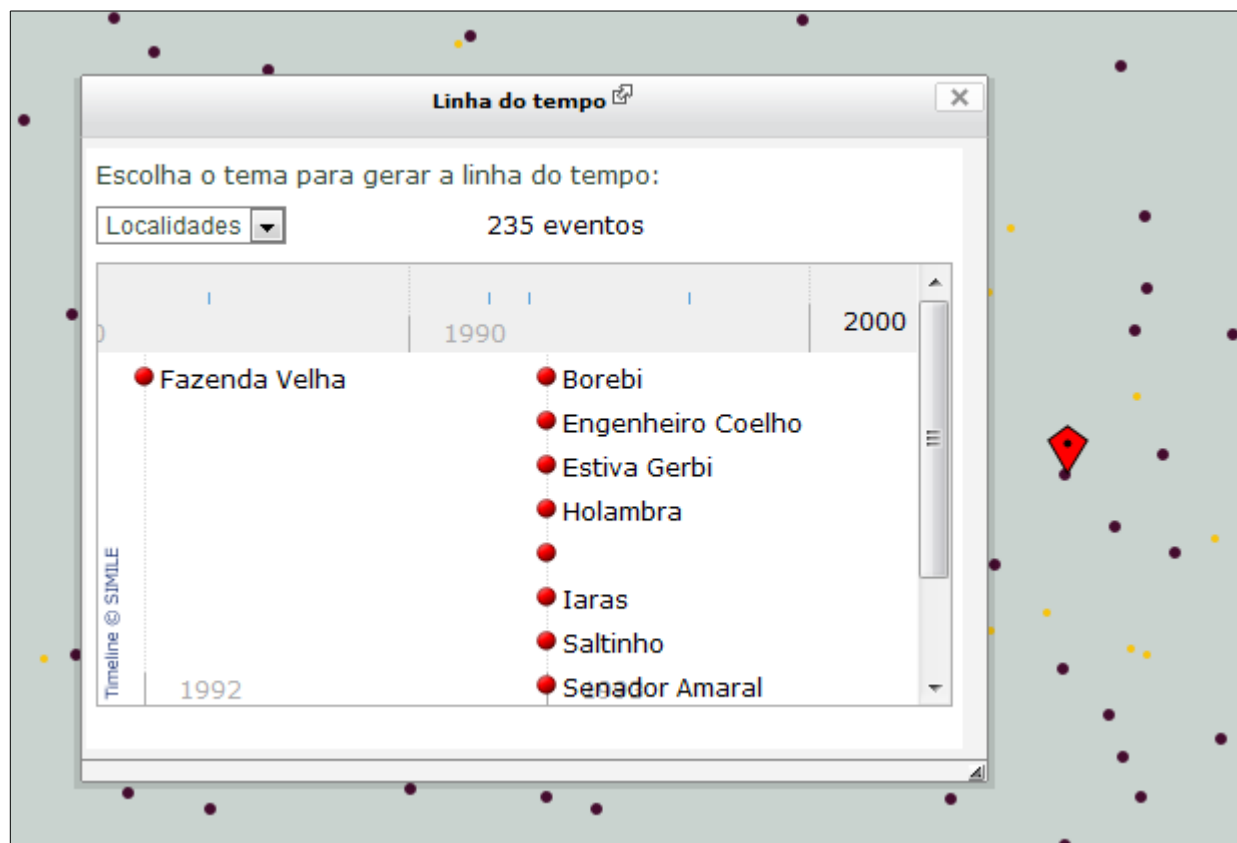 Linha do tempo
Escolha o tema para gerar a linha do tempo:
Localidades
235 eventos
0
1990
2000
Fazenda Velha
Borebi
Engenheiro Coelho
Estiva Gerbi
Holambra
Iaras
Saltinho
Senador Amaral
1992
Timeline © SIMILE